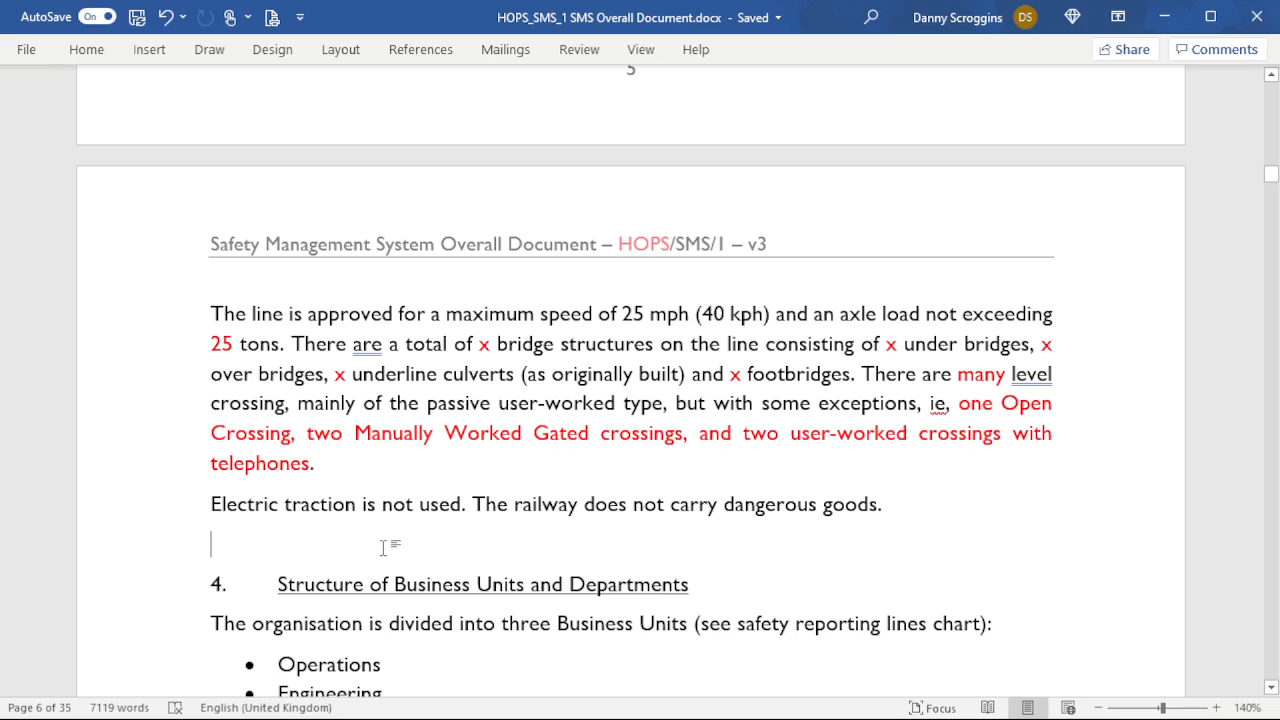 AutoSave On HOPS_SMS_1 SMS Overall Document.docx - Saved Danny Scroggins DS
File Home Insert Draw Design Layout References Mailings Review View Help Share Comments
5
Safety Management System Overall Document – HOPS/SMS/1 – v3
The line is approved for a maximum speed of 25 mph (40 kph) and an axle load not exceeding
25 tons. There are a total of x bridge structures on the line consisting of x under bridges, x
over bridges, x underline culverts (as originally built) and x footbridges. There are many level
crossing, mainly of the passive user-worked type, but with some exceptions, ie, one Open
Crossing, two Manually Worked Gated crossings, and two user-worked crossings with
telephones.
Electric traction is not used. The railway does not carry dangerous goods.
4. Structure of Business Units and Departments
The organisation is divided into three Business Units (see safety reporting lines chart):
• Operations
• Engineering
Page 6 of 35 7119 words English (United Kingdom) Focus 140%